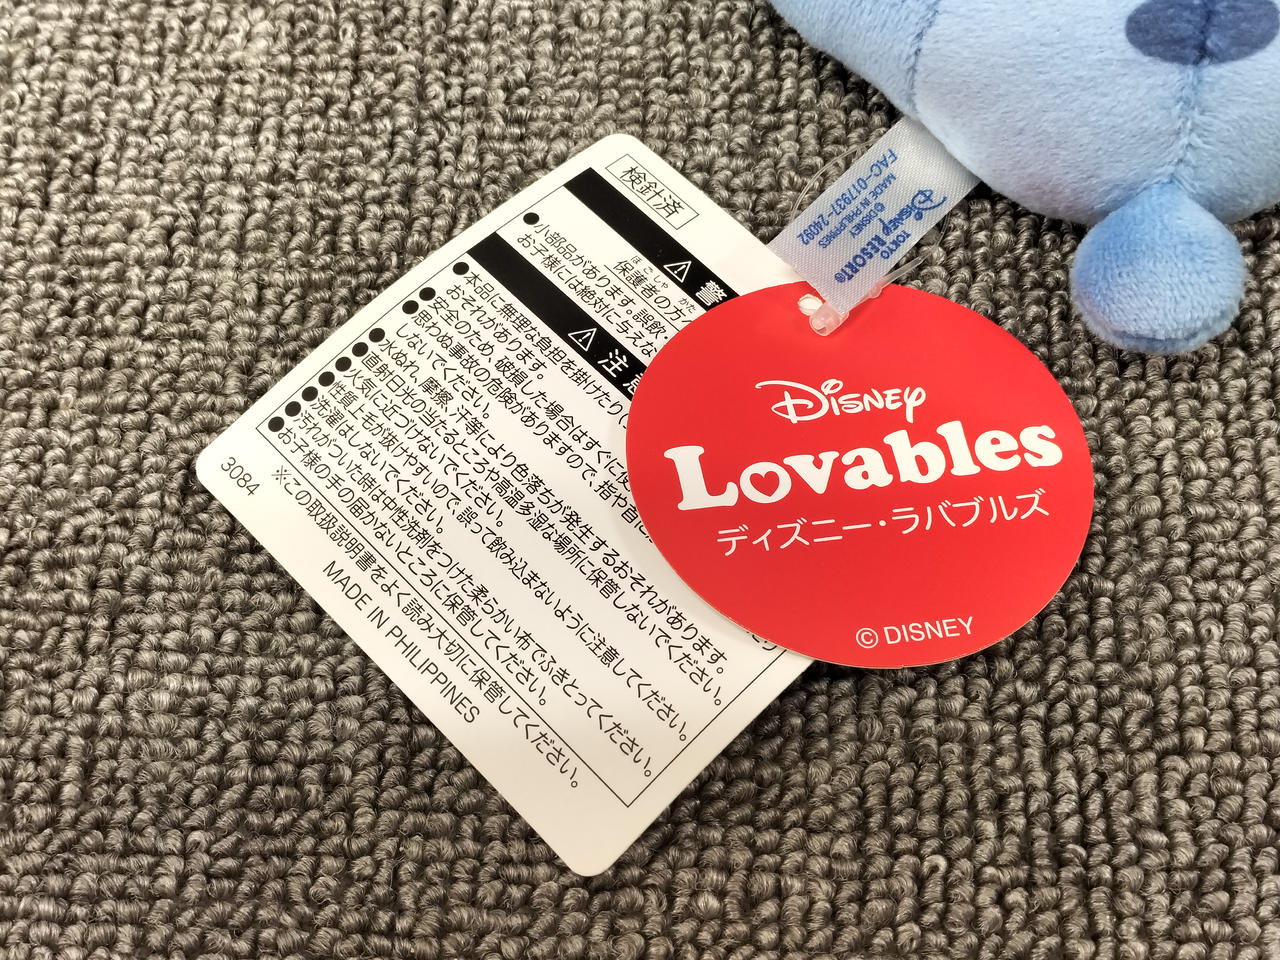 検針済
⚠ 警
●小部品があります。誤飲・
ほごしゃ かた
保護者の方へ
お子様には絶対に与えな
⚠ 注意
●本品に無理な負担を掛けたり
おそれがあります。
●安全のため、破損した場合はすぐに使
●思わぬ事故の危険がありますので、指や首に
しないでください。
●水ぬれ、摩擦、汗等により色落ちが発生するおそれがあります。
●直射日光の当たるところや高温多湿な場所に保管しないでください。
●火気に近づけないでください。
●性質上毛が抜けやすいので、誤って飲み込まないように注意してください。
●洗濯はしないでください。
●汚れがついた時は中性洗剤をつけた柔らかい布でふきとってください。
●お子様の手の届かないところに保管してください。
※この取扱説明書をよく読み大切に保管してください。
3084
MADE IN PHILIPPINES
Disney
Lovables
ディズニー・ラバブルズ
© DISNEY
TOKYO
Disney RESORT®
©DISNEY
MADE IN PHILIPPINES
FAC-017937-24092